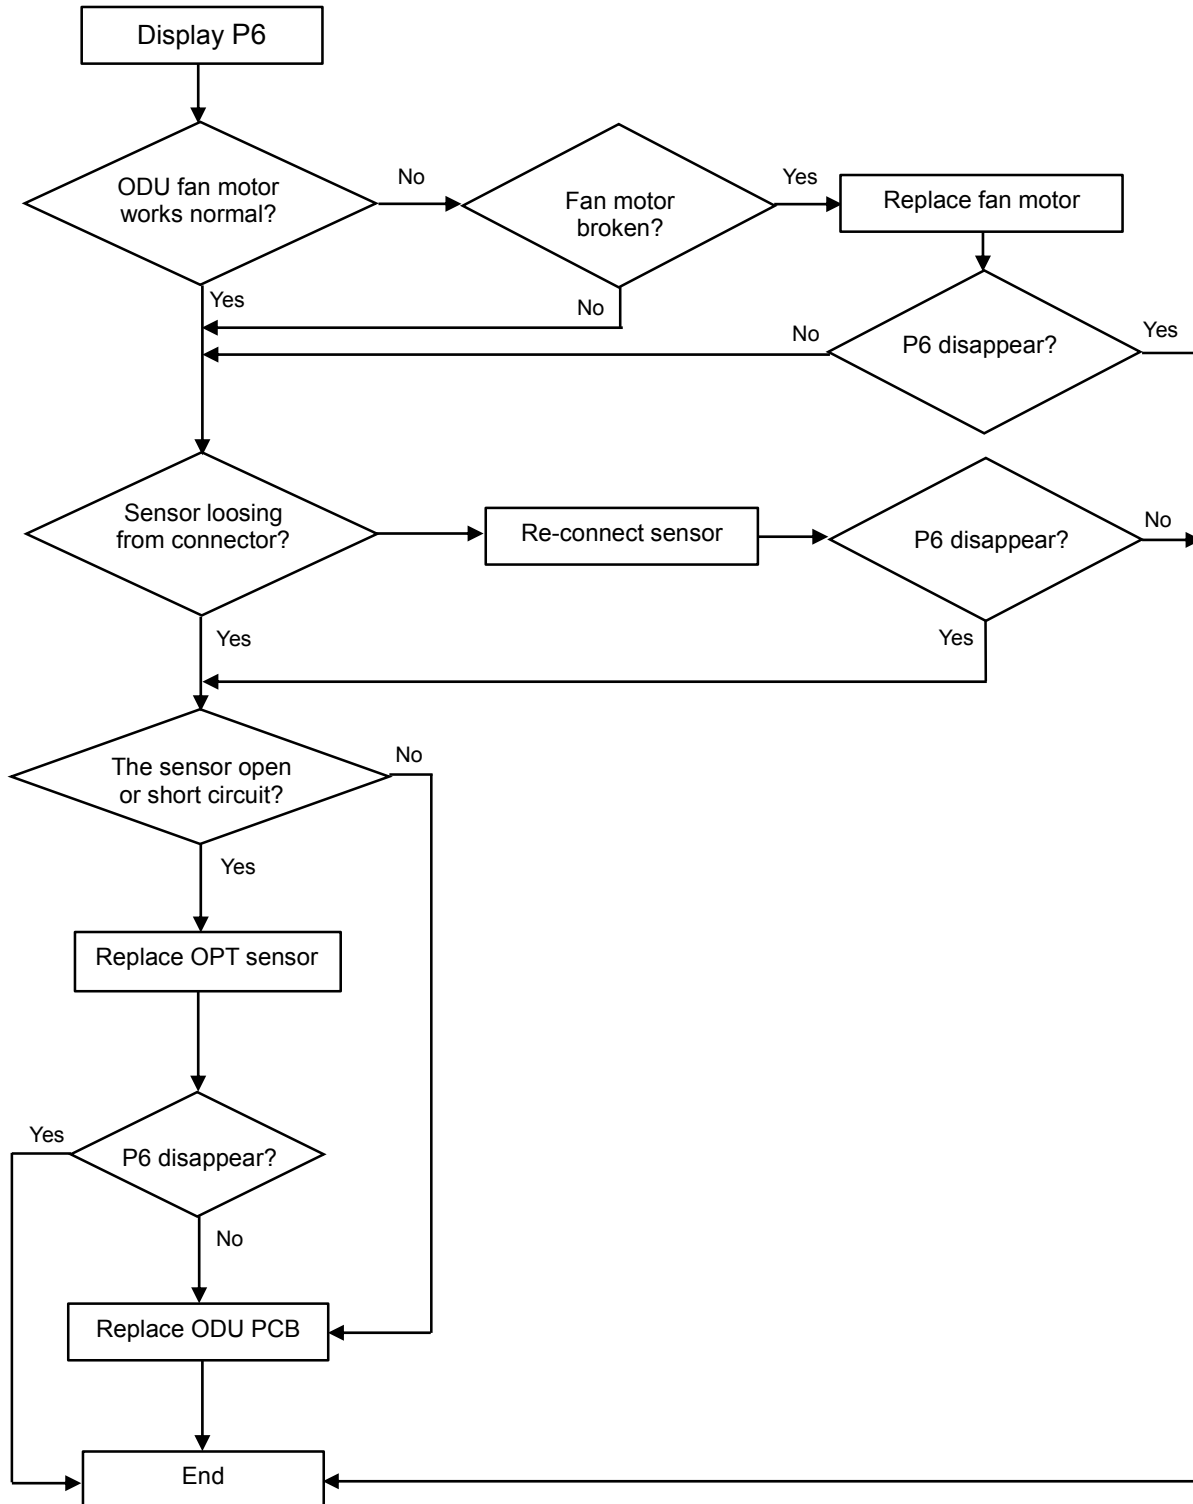 Display P6
ODU fan motor
works normal?
No
Fan motor
broken?
Yes
Replace fan motor
Yes
No
No
P6 disappear?
Yes
Sensor loosing
from connector?
Re-connect sensor
P6 disappear?
No
Yes
Yes
The sensor open
or short circuit?
No
Yes
Replace OPT sensor
Yes
P6 disappear?
No
Replace ODU PCB
End